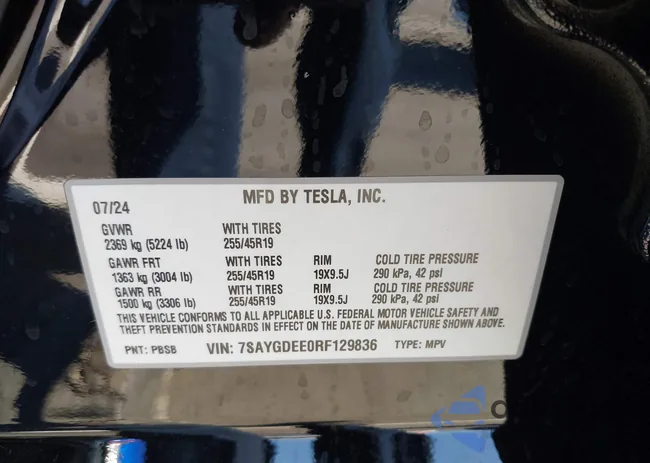 MFD BY TESLA, INC.
07/24
GVWR WITH TIRES
2369 kg (5224 lb) 255/45R19
GAWR FRT WITH TIRES RIM COLD TIRE PRESSURE
1363 kg (3004 lb) 255/45R19 19X9.5J 290 kPa, 42 psi
GAWR RR WITH TIRES RIM COLD TIRE PRESSURE
1500 kg (3306 lb) 255/45R19 19X9.5J 290 kPa, 42 psi
THIS VEHICLE CONFORMS TO ALL APPLICABLE U.S. FEDERAL MOTOR VEHICLE SAFETY AND
THEFT PREVENTION STANDARDS IN EFFECT ON THE DATE OF MANUFACTURE SHOWN ABOVE.
PNT: PBSB VIN: 7SAYGDEE0RF129836 TYPE: MPV